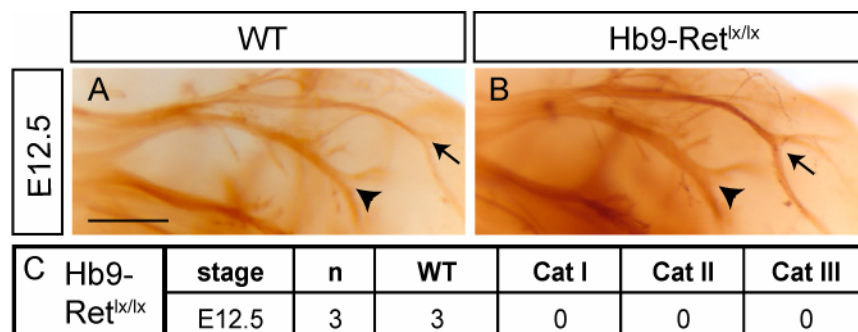 WT Hb9-Ret^lx/lx
E12.5
A B
C Hb9-Ret^lx/lx
stage n WT Cat I Cat II Cat III
E12.5 3 3 0 0 0